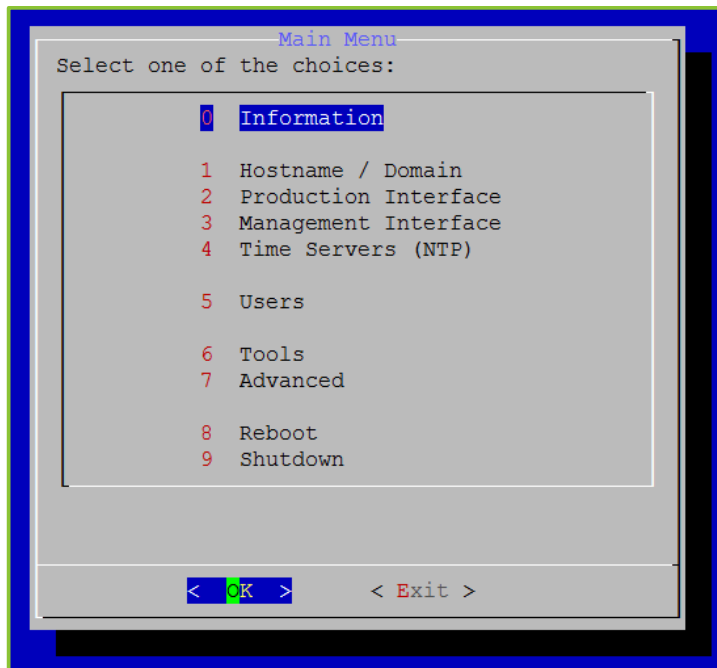 Main Menu
Select one of the choices:
0 Information
1 Hostname / Domain
2 Production Interface
3 Management Interface
4 Time Servers (NTP)
5 Users
6 Tools
7 Advanced
8 Reboot
9 Shutdown
< OK > < Exit >